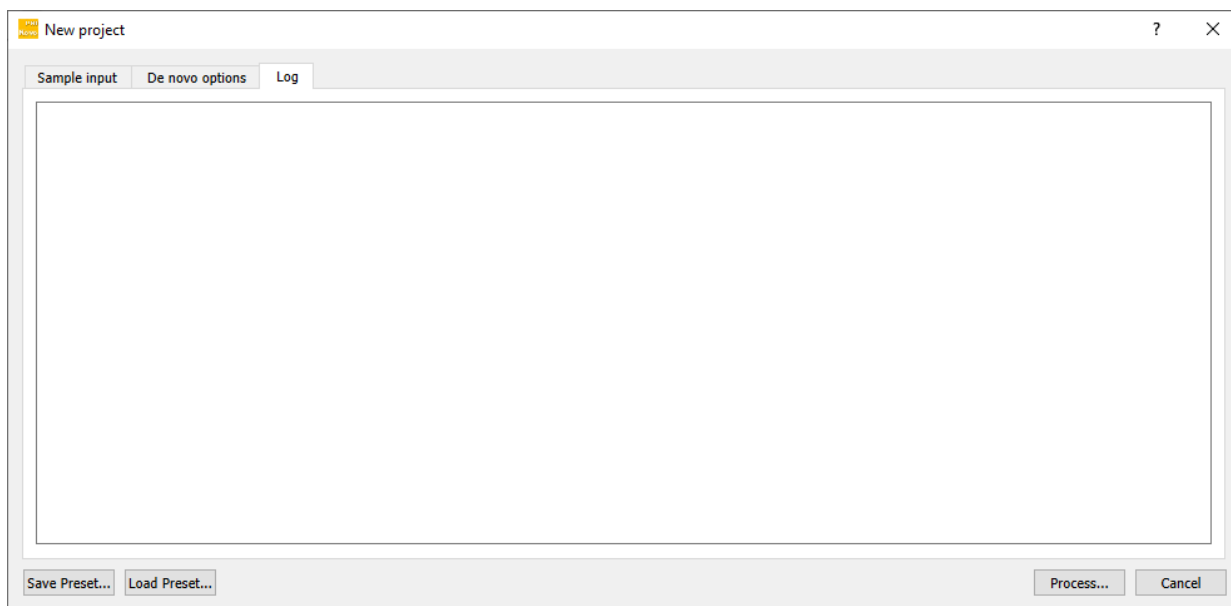 New project
?
Sample input
De novo options
Log
Save Preset...
Load Preset...
Process...
Cancel